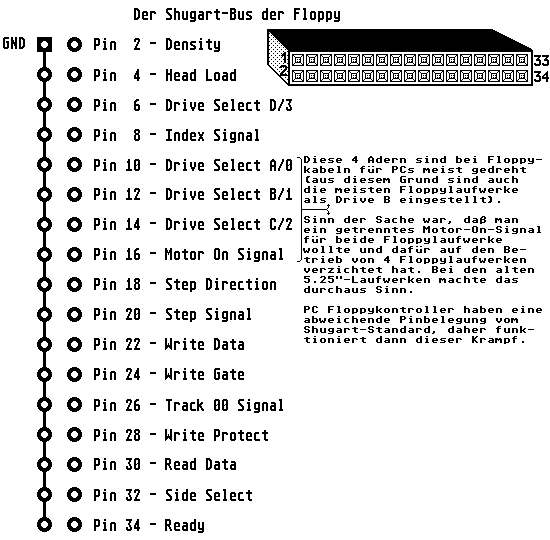 Der Shugart-Bus der Floppy
GND
Pin 2 - Density
Pin 4 - Head Load
Pin 6 - Drive Select D/3
Pin 8 - Index Signal
Pin 10 - Drive Select A/0
Pin 12 - Drive Select B/1
Pin 14 - Drive Select C/2
Pin 16 - Motor On Signal
Pin 18 - Step Direction
Pin 20 - Step Signal
Pin 22 - Write Data
Pin 24 - Write Gate
Pin 26 - Track 00 Signal
Pin 28 - Write Protect
Pin 30 - Read Data
Pin 32 - Side Select
Pin 34 - Ready
1
2
33
34
Diese 4 Adern sind bei Floppy-
kabeln für PCs meist gedreht
(aus diesem Grund sind auch
die meisten Floppylaufwerke
als Drive B eingestellt).
Sinn der Sache war, daß man
ein getrenntes Motor-On-Signal
für beide Floppylaufwerke
wollte und dafür auf den Be-
trieb von 4 Floppylaufwerken
verzichtet hat. Bei den alten
5.25"-Laufwerken machte das
durchaus Sinn.
PC Floppykontroller haben eine
abweichende Pinbelegung vom
Shugart-Standard, daher funk-
tioniert dann dieser Krampf.